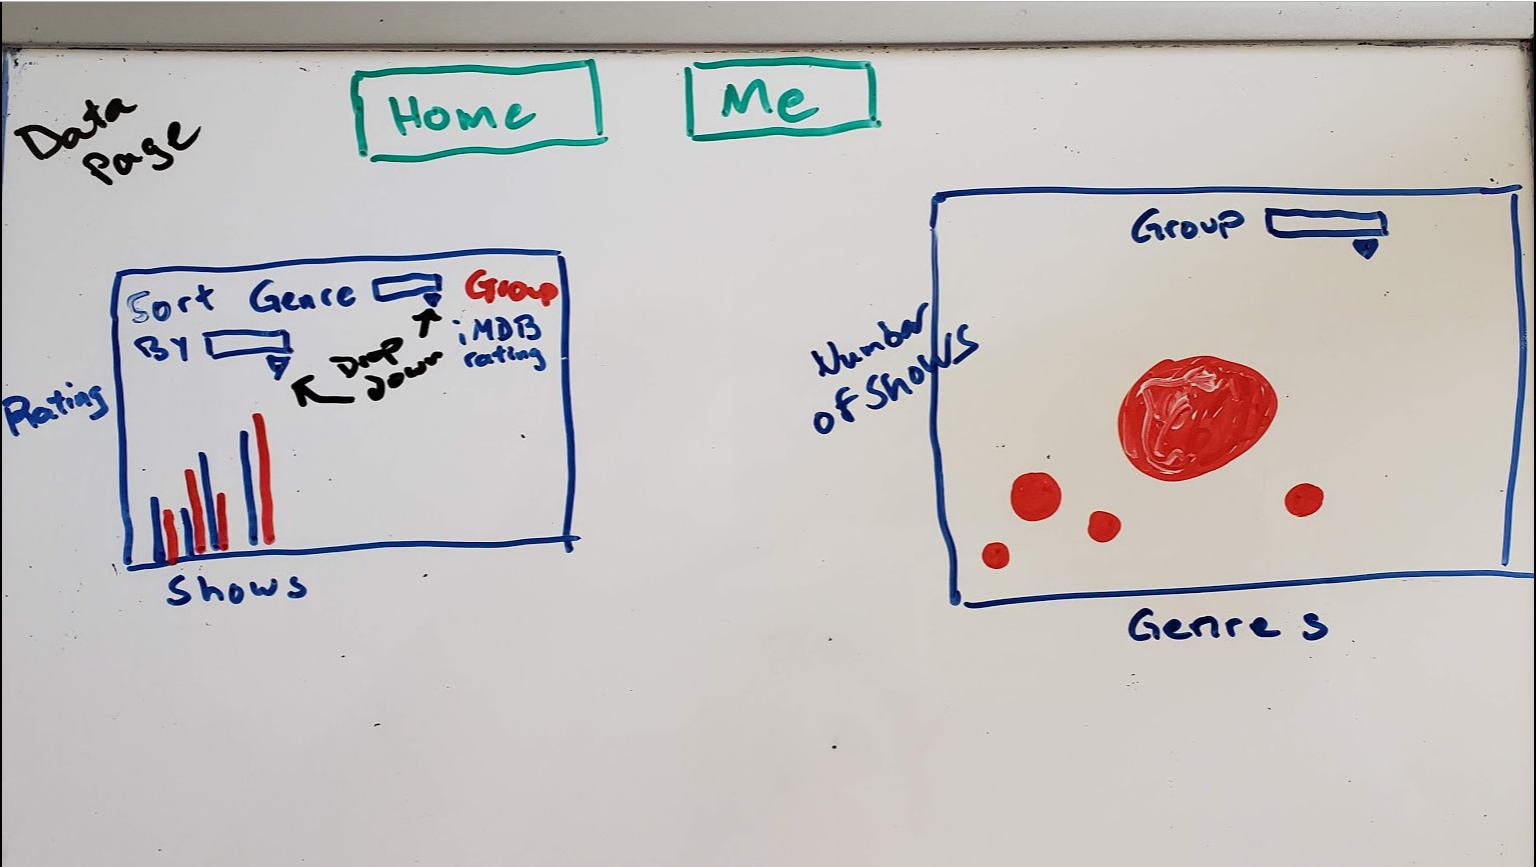 Data
Page
Home
Me
Sort Genre Group
By
iMDB
rating
Drop
down
Rating
Shows
Group
Number
of Shows
Genres